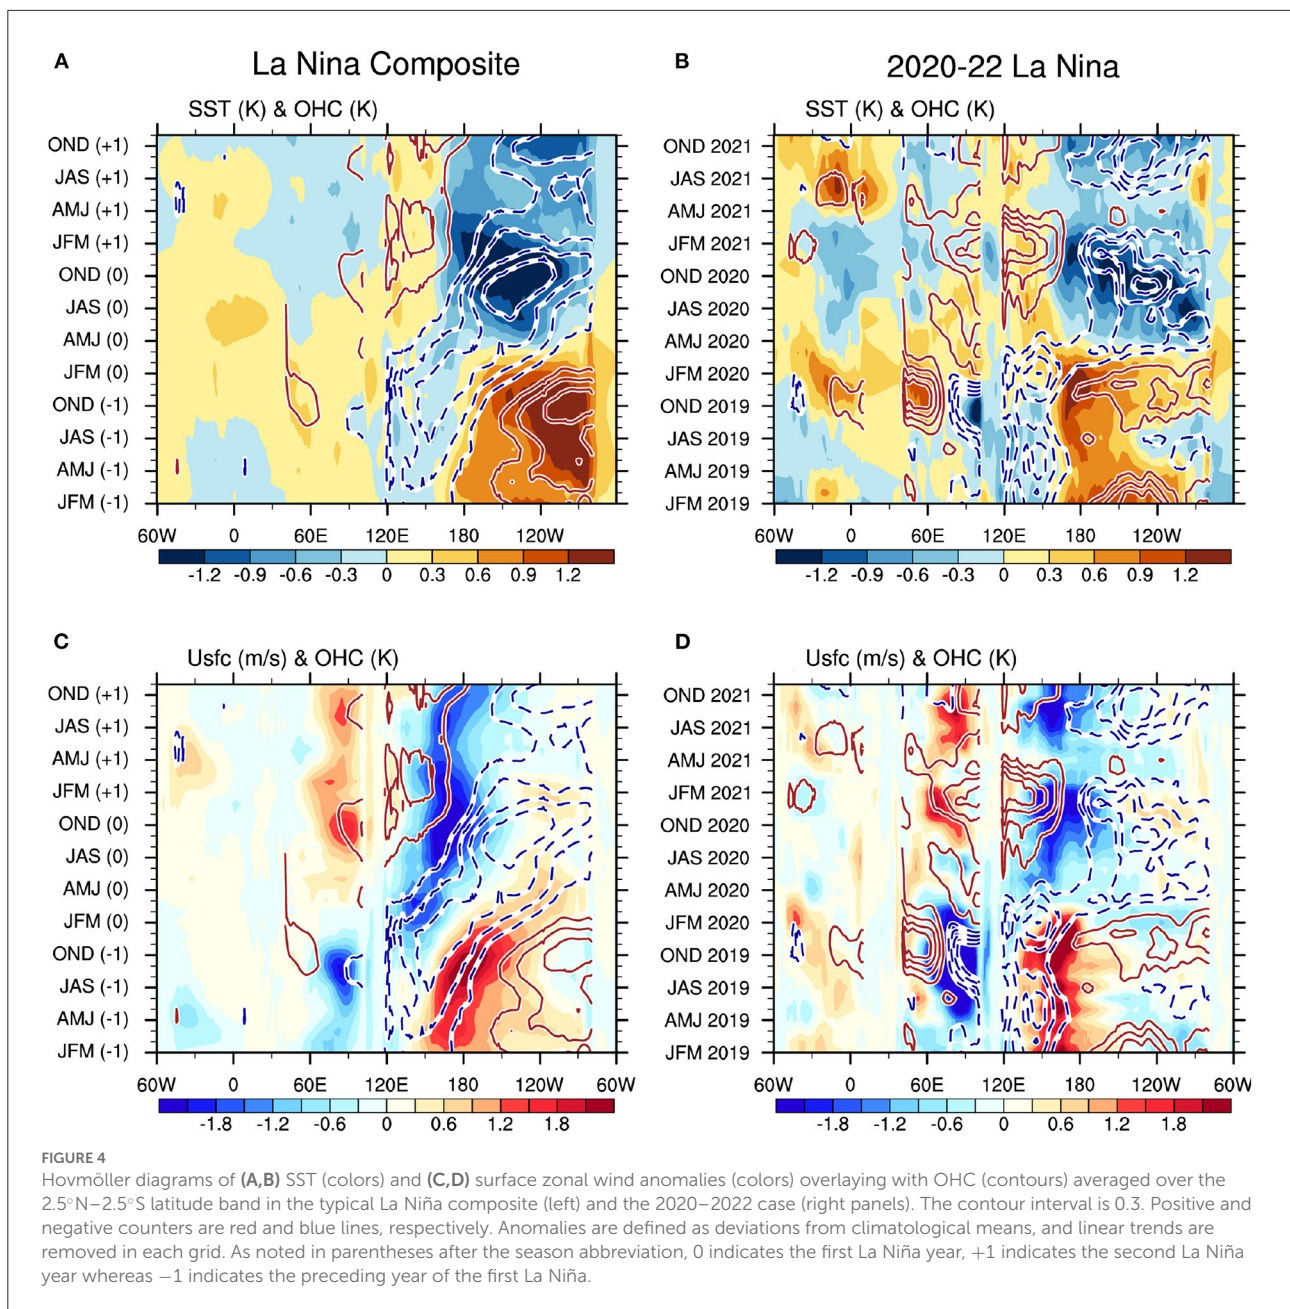 A
La Nina Composite
B
2020-22 La Nina
SST (K) & OHC (K)
OND (+1)
JAS (+1)
AMJ (+1)
JFM (+1)
OND (0)
JAS (0)
AMJ (0)
JFM (0)
OND (-1)
JAS (-1)
AMJ (-1)
JFM (-1)
60W 0 60E 120E 180 120W
-1.2 -0.9 -0.6 -0.3 0 0.3 0.6 0.9 1.2
SST (K) & OHC (K)
OND 2021
JAS 2021
AMJ 2021
JFM 2021
OND 2020
JAS 2020
AMJ 2020
JFM 2020
OND 2019
JAS 2019
AMJ 2019
JFM 2019
60W 0 60E 120E 180 120W
-1.2 -0.9 -0.6 -0.3 0 0.3 0.6 0.9 1.2
C
Usfc (m/s) & OHC (K)
OND (+1)
JAS (+1)
AMJ (+1)
JFM (+1)
OND (0)
JAS (0)
AMJ (0)
JFM (0)
OND (-1)
JAS (-1)
AMJ (-1)
JFM (-1)
60W 0 60E 120E 180 120W 60W
-1.8 -1.2 -0.6 0 0.6 1.2 1.8
D
Usfc (m/s) & OHC (K)
OND 2021
JAS 2021
AMJ 2021
JFM 2021
OND 2020
JAS 2020
AMJ 2020
JFM 2020
OND 2019
JAS 2019
AMJ 2019
JFM 2019
60W 0 60E 120E 180 120W 60W
-1.8 -1.2 -0.6 0 0.6 1.2 1.8
FIGURE 4
Hovmöller diagrams of (A,B) SST (colors) and (C,D) surface zonal wind anomalies (colors) overlaying with OHC (contours) averaged over the
2.5°N–2.5°S latitude band in the typical La Niña composite (left) and the 2020–2022 case (right panels). The contour interval is 0.3. Positive and
negative counters are red and blue lines, respectively. Anomalies are defined as deviations from climatological means, and linear trends are
removed in each grid. As noted in parentheses after the season abbreviation, 0 indicates the first La Niña year, +1 indicates the second La Niña
year whereas −1 indicates the preceding year of the first La Niña.